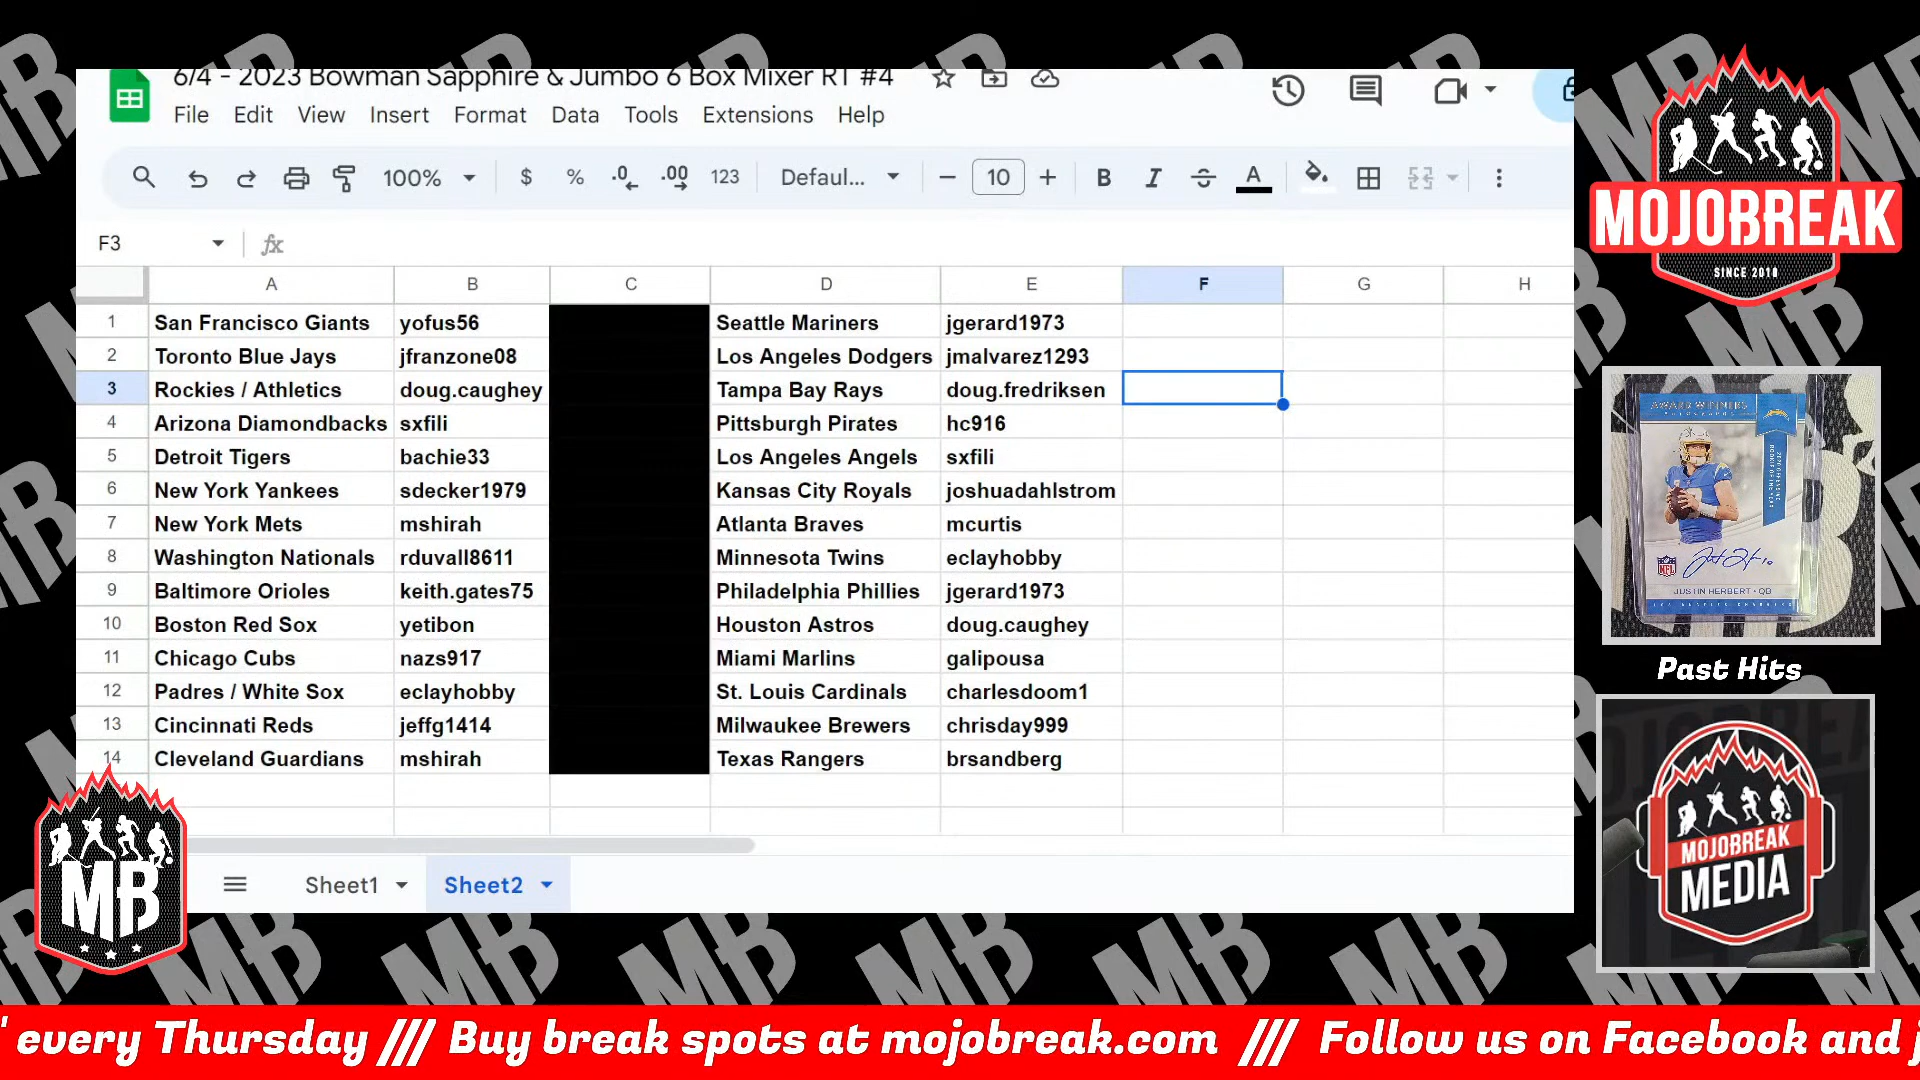 6/4 - 2023 Bowman Sapphire & Jumbo 6 Box Mixer RT #4
File Edit View Insert Format Data Tools Extensions Help
100% $ % .0 .00 123 Defaul... 10 B I A
F3 fx
A B C D E F G H
1 San Francisco Giants yofus56 Seattle Mariners jgerard1973
2 Toronto Blue Jays jfranzone08 Los Angeles Dodgers jmalvarez1293
3 Rockies / Athletics doug.caughey Tampa Bay Rays doug.fredriksen
4 Arizona Diamondbacks sxfili Pittsburgh Pirates hc916
5 Detroit Tigers bachie33 Los Angeles Angels sxfili
6 New York Yankees sdecker1979 Kansas City Royals joshuadahlstrom
7 New York Mets mshirah Atlanta Braves mcurtis
8 Washington Nationals rduvall8611 Minnesota Twins eclayhobby
9 Baltimore Orioles keith.gates75 Philadelphia Phillies jgerard1973
10 Boston Red Sox yetibon Houston Astros doug.caughey
11 Chicago Cubs nazs917 Miami Marlins galipousa
12 Padres / White Sox eclayhobby St. Louis Cardinals charlesdoom1
13 Cincinnati Reds jeffg1414 Milwaukee Brewers chrisday999
14 Cleveland Guardians mshirah Texas Rangers brsandberg
Sheet1 Sheet2
MOJOBREAK
SINCE 2010
AWARD WINNING
NFL
JUSTIN HERBERT • QB
LOS ANGELES CHARGERS
Past Hits
MOJOBREAK
MEDIA
MB
every Thursday /// Buy break spots at mojobreak.com /// Follow us on Facebook and